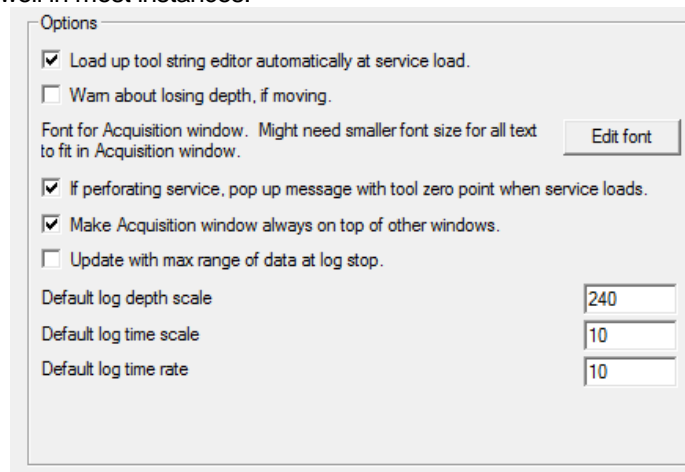 well in most instances.
Options
Load up tool string editor automatically at service load.
Warn about losing depth, if moving.
Font for Acquisition window. Might need smaller font size for all text
to fit in Acquisition window.
Edit font
If perforating service, pop up message with tool zero point when service loads.
Make Acquisition window always on top of other windows.
Update with max range of data at log stop.
Default log depth scale 240
Default log time scale 10
Default log time rate 10